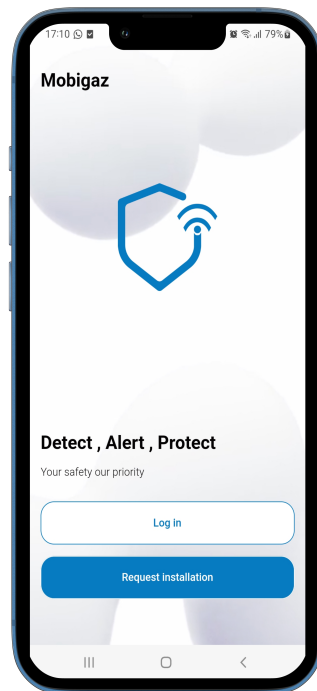 17:10 79%
Mobigaz
Detect , Alert , Protect
Your safety our priority
Log in
Request installation